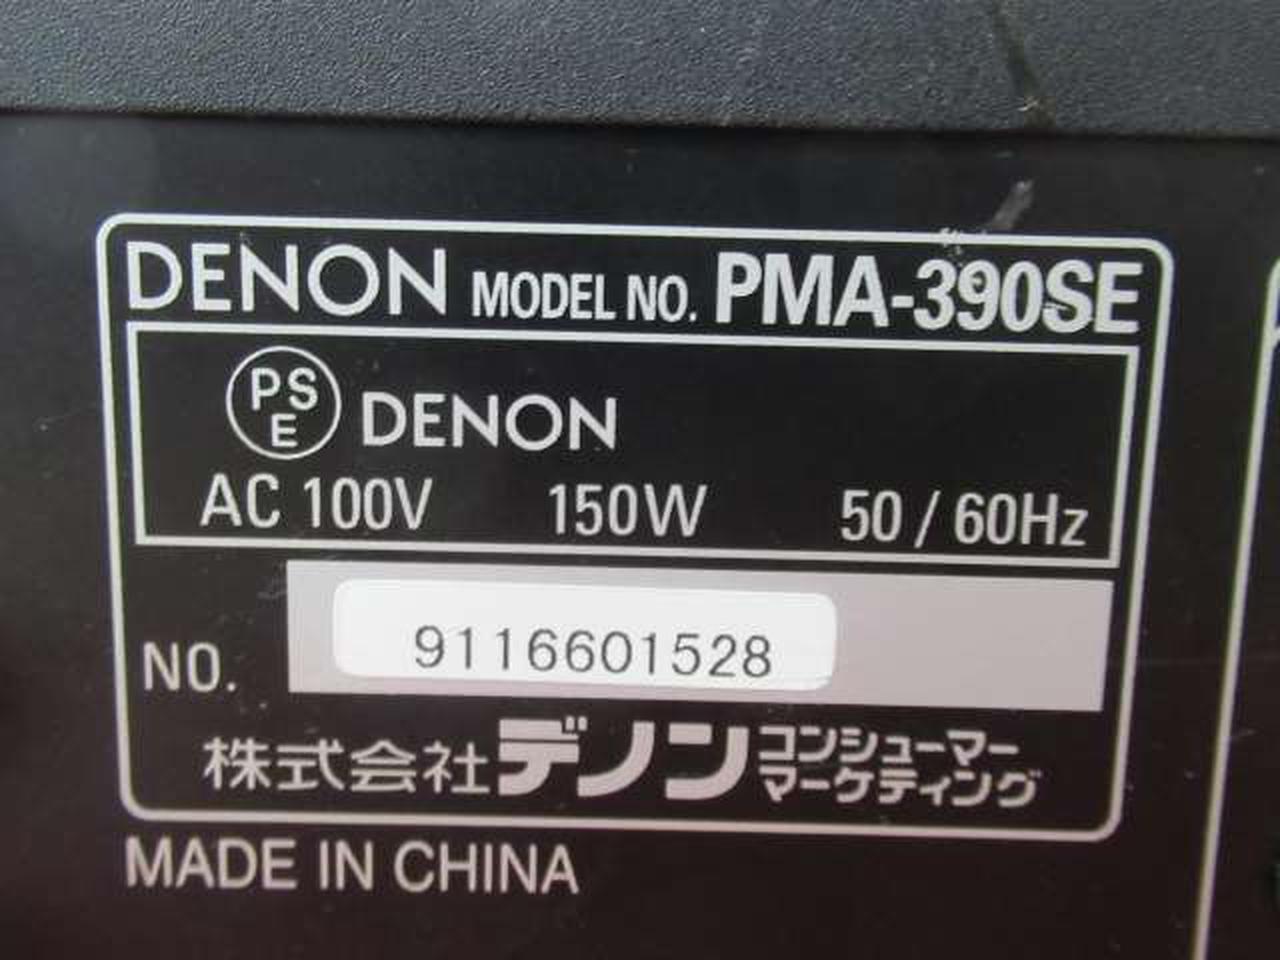 DENON MODEL NO. PMA-390SE
PSE DENON
AC 100V 150W 50 / 60Hz
NO. 9116601528
株式会社デノン コンシューマー
マーケティング
MADE IN CHINA